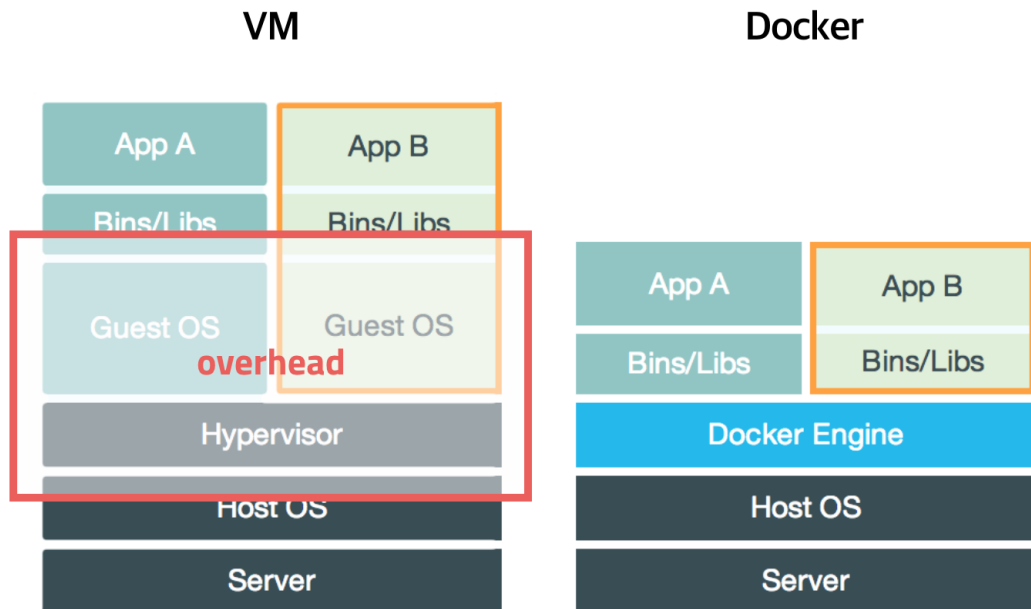 VM
Docker
App A
App B
Bins/Libs
Bins/Libs
Guest OS
Guest OS
overhead
Hypervisor
Host OS
Server
App A
App B
Bins/Libs
Bins/Libs
Docker Engine
Host OS
Server